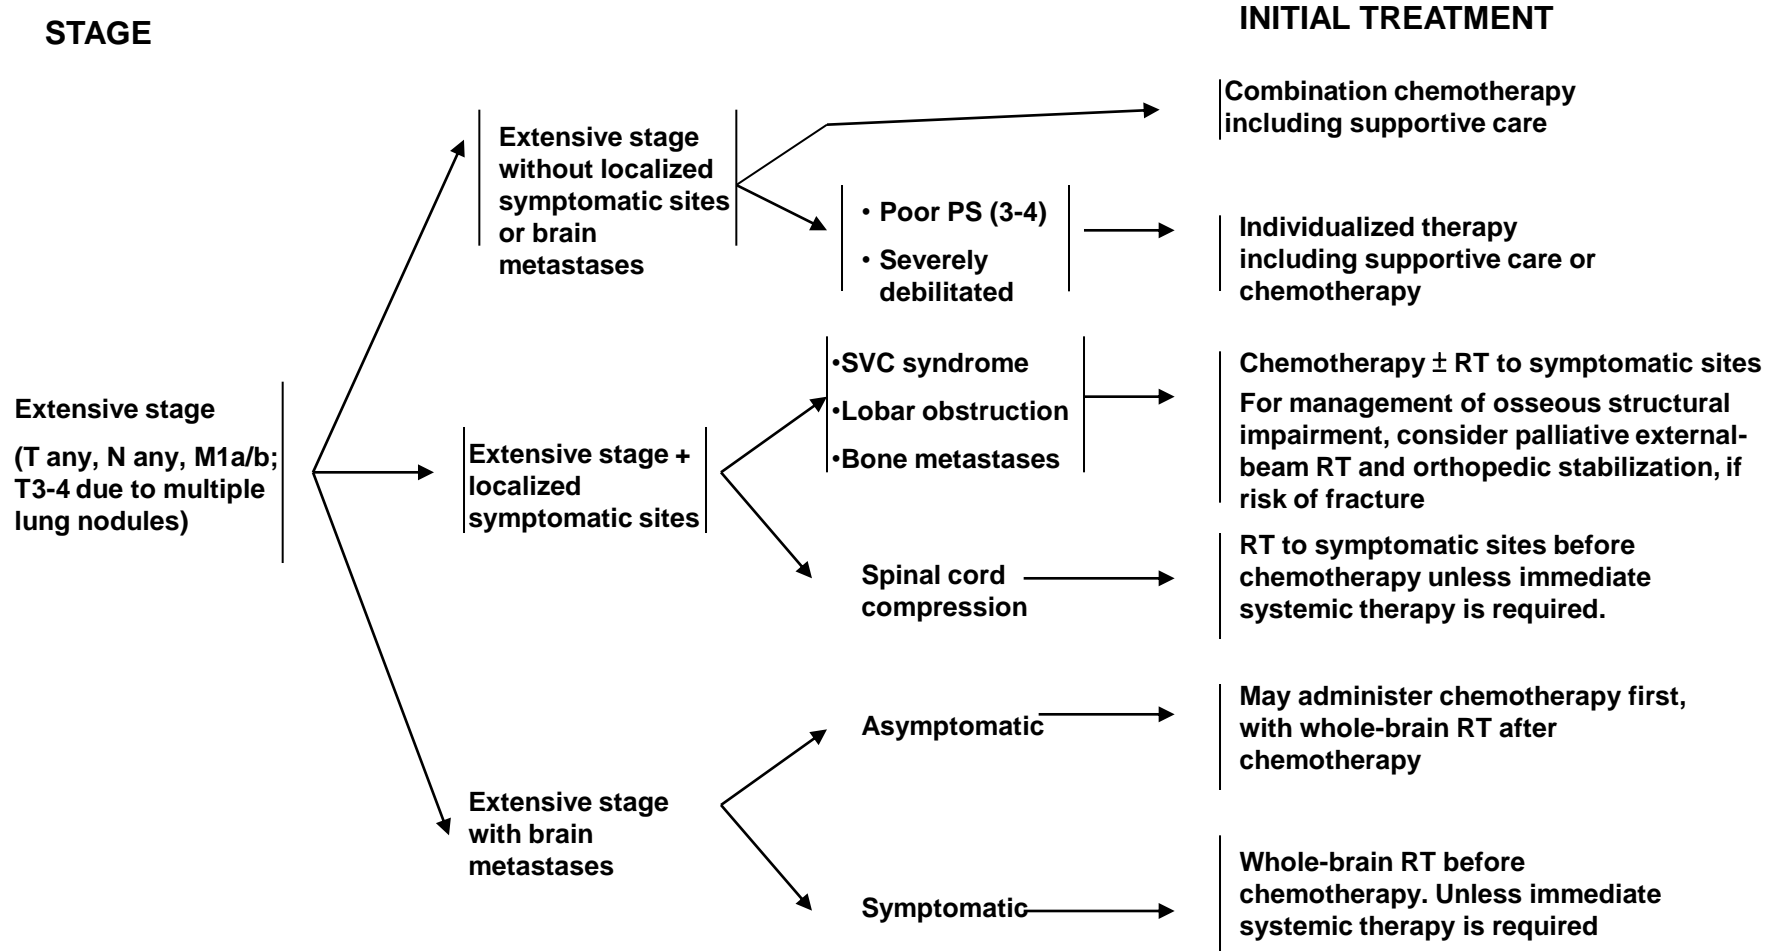 STAGE
INITIAL TREATMENT
Combination chemotherapy
including supportive care
Extensive stage
without localized
symptomatic sites
or brain
metastases
• Poor PS (3-4)
• Severely
debilitated
Individualized therapy
including supportive care or
chemotherapy
Extensive stage
(T any, N any, M1a/b;
T3-4 due to multiple
lung nodules)
Extensive stage +
localized
symptomatic sites
•SVC syndrome
•Lobar obstruction
•Bone metastases
Chemotherapy ± RT to symptomatic sites
For management of osseous structural
impairment, consider palliative external-
beam RT and orthopedic stabilization, if
risk of fracture
Spinal cord
compression
RT to symptomatic sites before
chemotherapy unless immediate
systemic therapy is required.
Extensive stage
with brain
metastases
Asymptomatic
May administer chemotherapy first,
with whole-brain RT after
chemotherapy
Symptomatic
Whole-brain RT before
chemotherapy. Unless immediate
systemic therapy is required